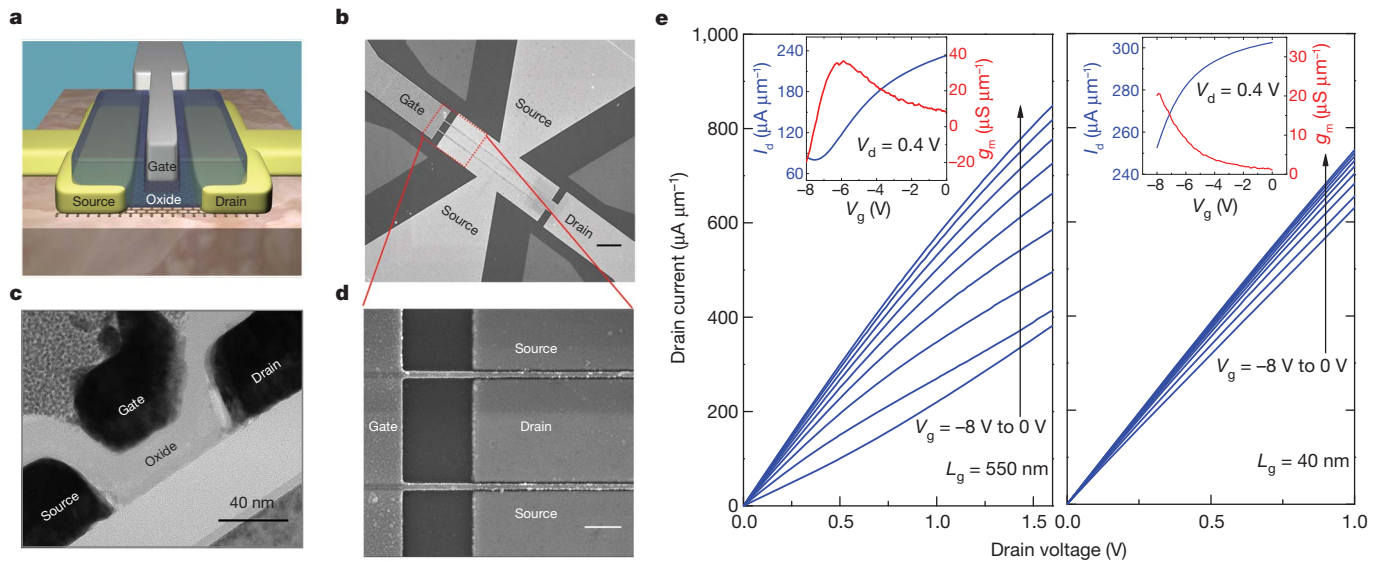 a
Gate
Source
Oxide
Drain
b
Gate
Source
Source
Drain
c
Gate
Drain
Oxide
Source
40 nm
d
Source
Gate
Drain
Source
e
1,000
800
600
400
200
0
Drain current (μA μm⁻¹)
0.0
0.5
1.0
1.5
Drain voltage (V)
240
180
120
60
I_d (μA μm⁻¹)
40
20
0
−20
g_m (μS μm⁻¹)
V_d = 0.4 V
−8
−6
−4
−2
0
V_g (V)
V_g = −8 V to 0 V
L_g = 550 nm
300
280
260
240
I_d (μA μm⁻¹)
30
20
10
0
g_m (μS μm⁻¹)
V_d = 0.4 V
−8
−6
−4
−2
0
V_g (V)
V_g = −8 V to 0 V
L_g = 40 nm
0.0
0.5
1.0